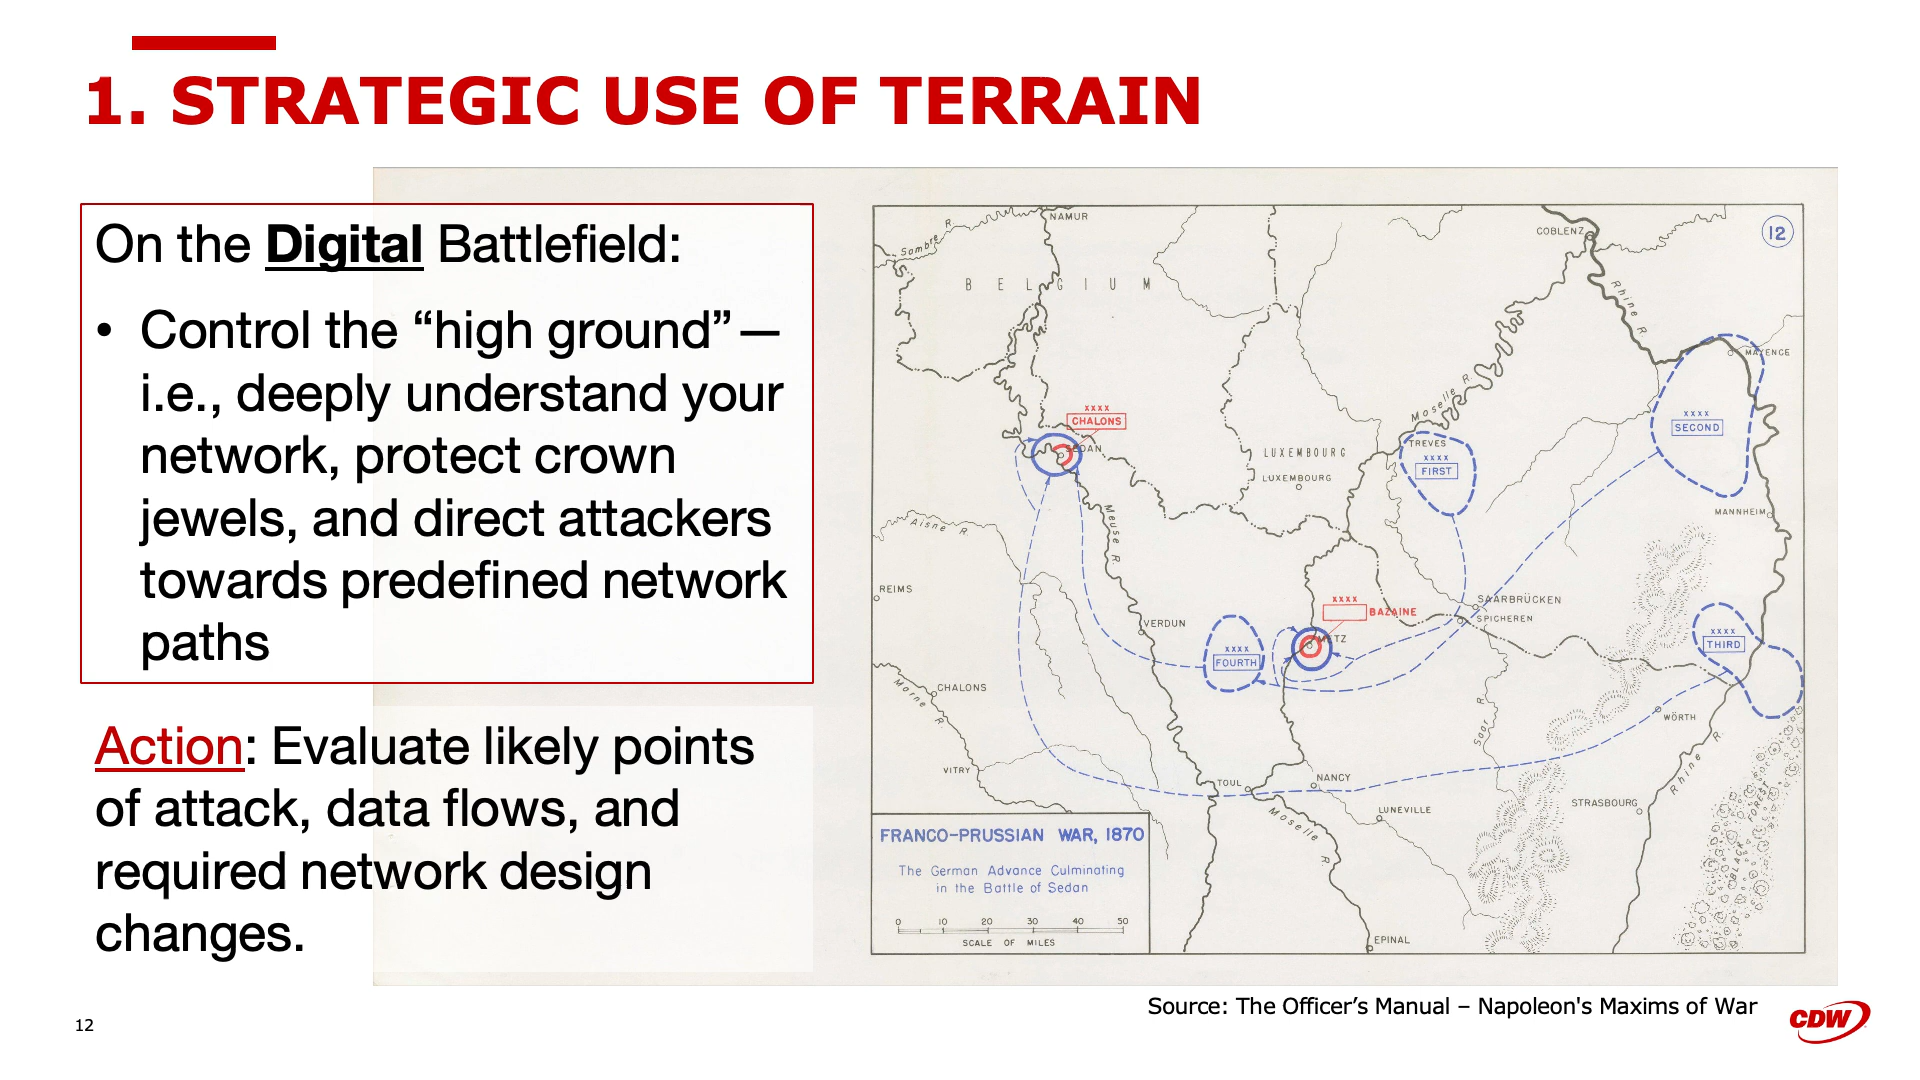 1. STRATEGIC USE OF TERRAIN
On the Digital Battlefield:
• Control the “high ground”—
i.e., deeply understand your
network, protect crown
jewels, and direct attackers
towards predefined network
paths
Action: Evaluate likely points
of attack, data flows, and
required network design
changes.
NAMUR
Sambre R.
COBLENZ
12
BELGIUM
Rhine R.
MAYENCE
XXXX
CHALONS
SEDAN
Moselle R.
XXXX
SECOND
TREVES
XXXX
FIRST
LUXEMBOURG
LUXEMBOURG
MANNHEIM
Aisne R.
Meuse R.
REIMS
SAARBRÜCKEN
SPICHEREN
XXXX
BAZAINE
METZ
VERDUN
XXXX
FOURTH
XXXX
THIRD
CHALONS
Marne R.
Saar R.
WÖRTH
Rhine R.
VITRY
TOUL
NANCY
LUNEVILLE
STRASBOURG
Moselle R.
BLACK FOREST
EPINAL
FRANCO-PRUSSIAN WAR, 1870
The German Advance Culminating
in the Battle of Sedan
0 10 20 30 40 50
SCALE OF MILES
Source: The Officer’s Manual – Napoleon's Maxims of War
12
CDW